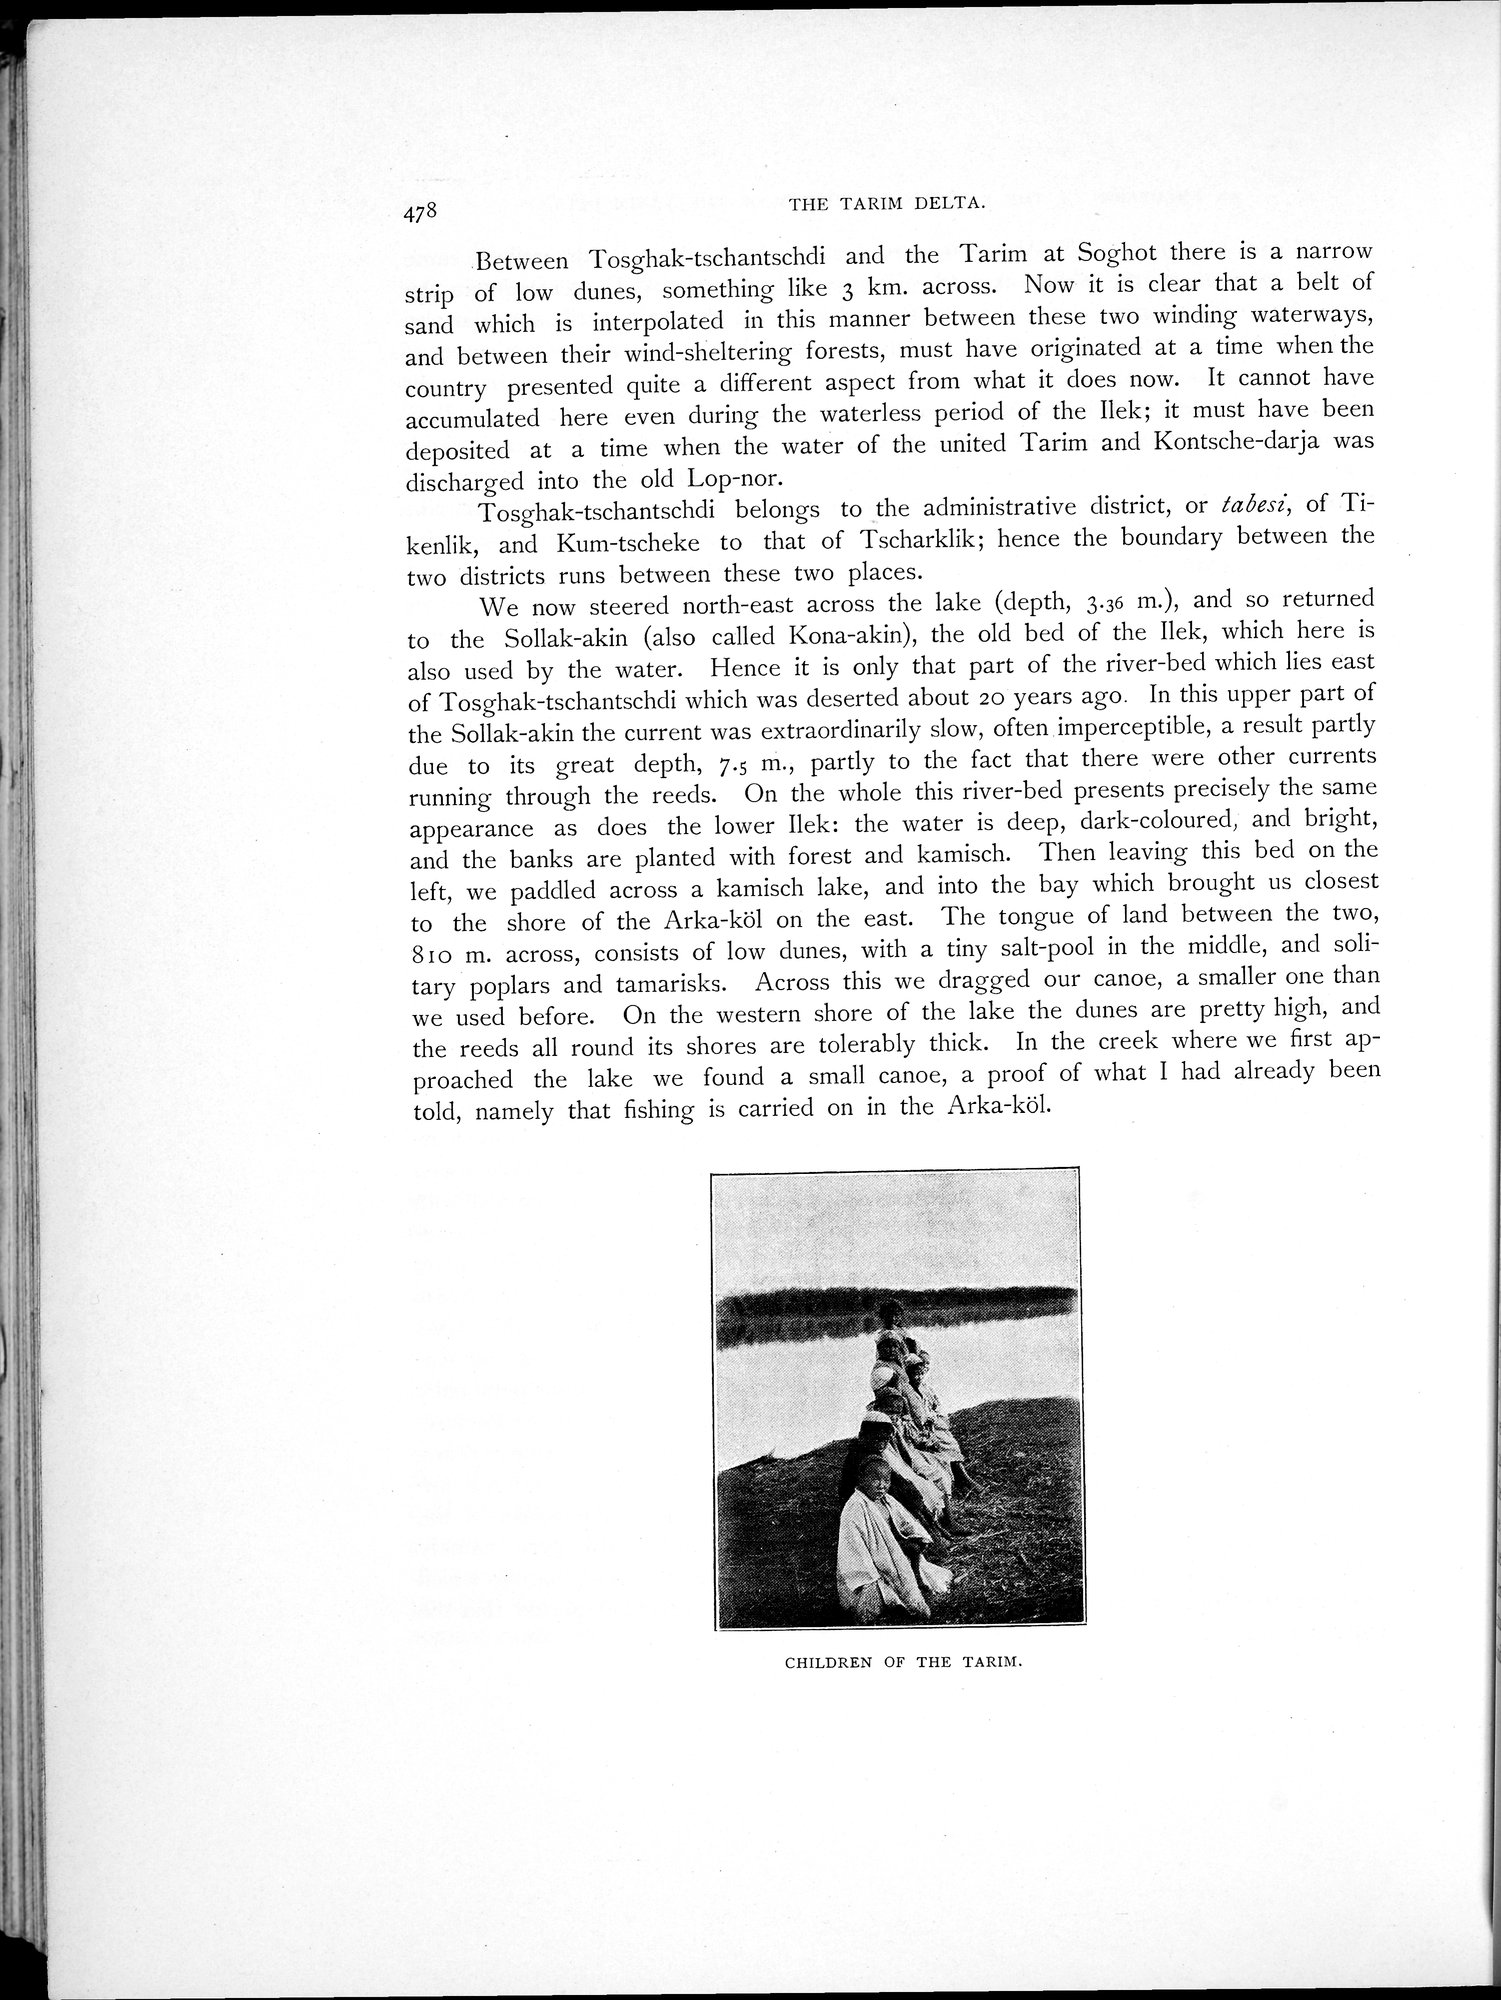 478
THE TARIM DELTA.
Between Tosghak-tschantschdi and the Tarim at Soghot there is a narrow
strip of low dunes, something like 3 km. across. Now it is clear that a belt of
sand which is interpolated in this manner between these two winding waterways,
and between their wind-sheltering forests, must have originated at a time when the
country presented quite a different aspect from what it does now. It cannot have
accumulated here even during the waterless period of the Ilek; it must have been
deposited at a time when the water of the united Tarim and Kontsche-darja was
discharged into the old Lop-nor.
Tosghak-tschantschdi belongs to the administrative district, or tabesi, of Ti-
kenlik, and Kum-tscheke to that of Tscharklik; hence the boundary between the
two districts runs between these two places.
We now steered north-east across the lake (depth, 3.36 m.), and so returned
to the Sollak-akin (also called Kona-akin), the old bed of the Ilek, which here is
also used by the water. Hence it is only that part of the river-bed which lies east
of Tosghak-tschantschdi which was deserted about 20 years ago. In this upper part of
the Sollak-akin the current was extraordinarily slow, often imperceptible, a result partly
due to its great depth, 7.5 m., partly to the fact that there were other currents
running through the reeds. On the whole this river-bed presents precisely the same
appearance as does the lower Ilek: the water is deep, dark-coloured, and bright,
and the banks are planted with forest and kamisch. Then leaving this bed on the
left, we paddled across a kamisch lake, and into the bay which brought us closest
to the shore of the Arka-köl on the east. The tongue of land between the two,
810 m. across, consists of low dunes, with a tiny salt-pool in the middle, and soli-
tary poplars and tamarisks. Across this we dragged our canoe, a smaller one than
we used before. On the western shore of the lake the dunes are pretty high, and
the reeds all round its shores are tolerably thick. In the creek where we first ap-
proached the lake we found a small canoe, a proof of what I had already been
told, namely that fishing is carried on in the Arka-köl.
CHILDREN OF THE TARIM.